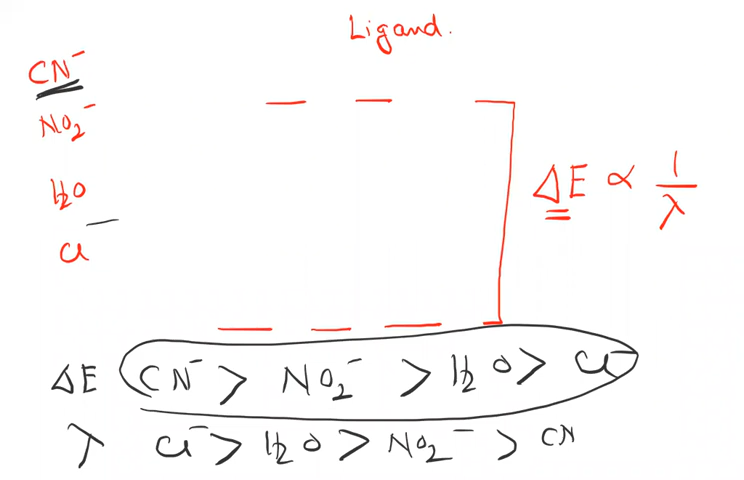 Ligand.
CN⁻
NO₂⁻
H₂O
Cl⁻
ΔE ∝ 1/λ
ΔE CN⁻ > NO₂⁻ > H₂O > Cl⁻
λ Cl⁻ > H₂O > NO₂⁻ > CN